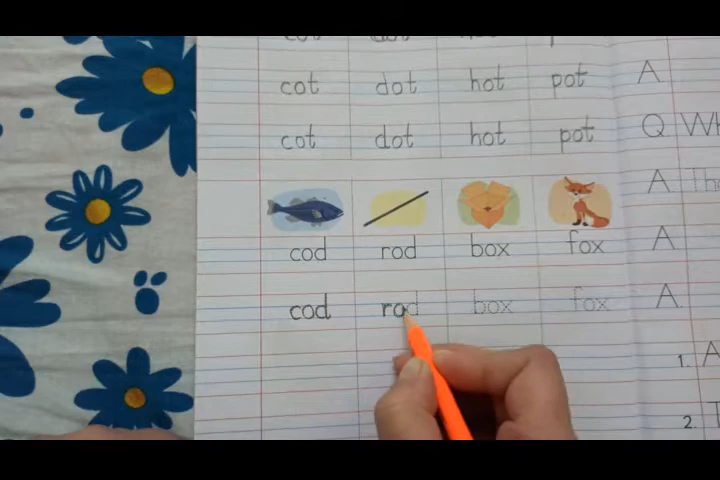 cot dot hot pot A
cot dot hot pot Q
A
cod rod box fox A
cod rod box fox A
1. A
2.